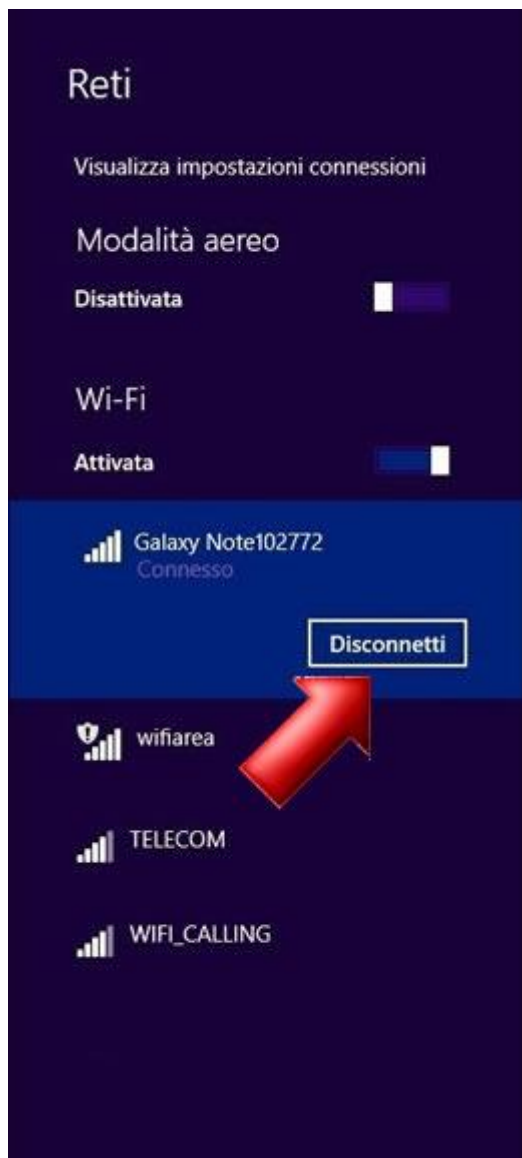 Reti
Visualizza impostazioni connessioni
Modalità aereo
Disattivata
Wi-Fi
Attivata
Galaxy Note102772
Connesso
Disconnetti
wifiarea
TELECOM
WIFI_CALLING